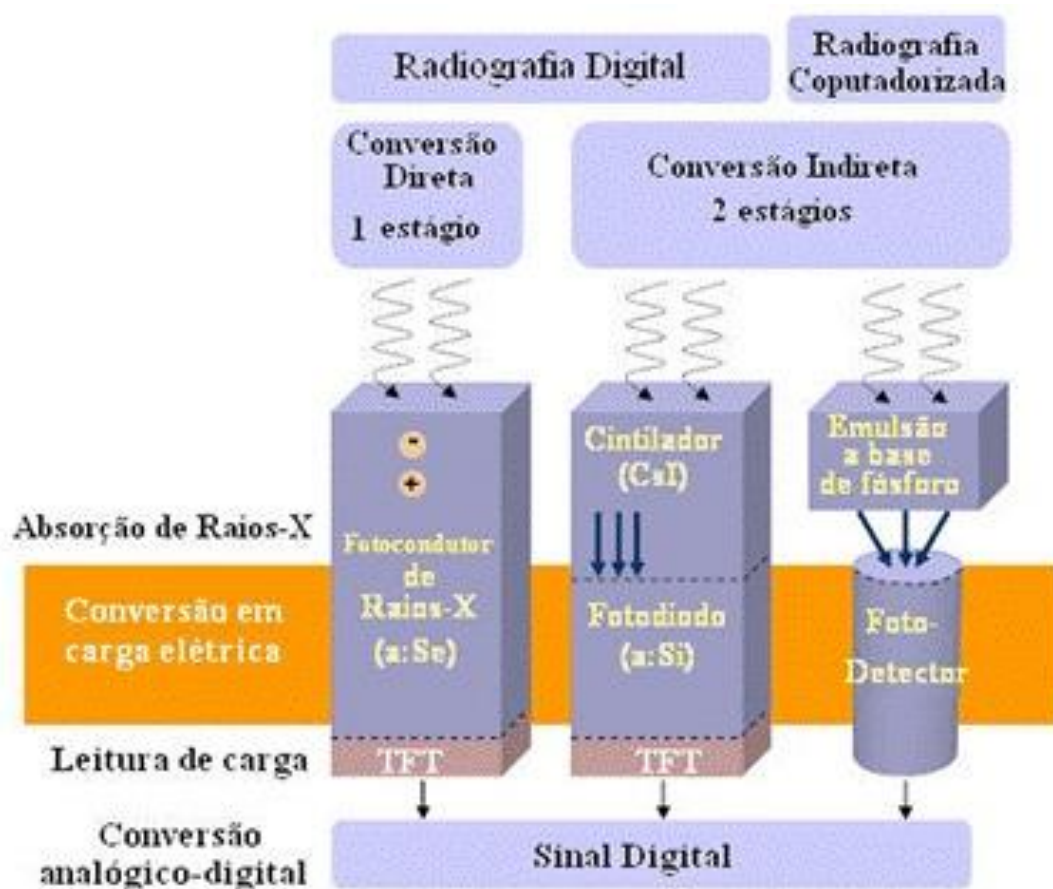 Radiografia Digital
Radiografia
Coputadorizada
Conversão
Direta
1 estágio
Conversão Indireta
2 estágios
-
+
Fotocondutor
de
Raios-X
(a:Se)
Cintilador
(CsI)
Emulsão
a base
de fósforo
Absorção de Raios-X
Conversão em
carga elétrica
Fotodiodo
(a:Si)
Foto-
Detector
Leitura de carga
TFT
TFT
Conversão
analógico-digital
Sinal Digital